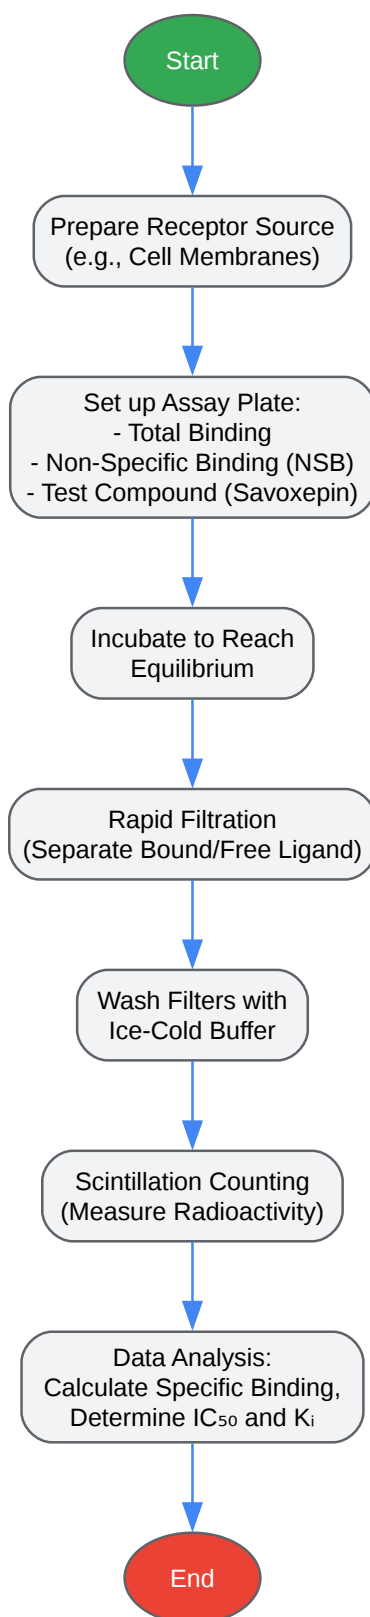 Start
Prepare Receptor Source
(e.g., Cell Membranes)
Set up Assay Plate:
- Total Binding
- Non-Specific Binding (NSB)
- Test Compound (Savoxepin)
Incubate to Reach
Equilibrium
Rapid Filtration
(Separate Bound/Free Ligand)
Wash Filters with
Ice-Cold Buffer
Scintillation Counting
(Measure Radioactivity)
Data Analysis:
Calculate Specific Binding,
Determine IC₅₀ and Kᵢ
End